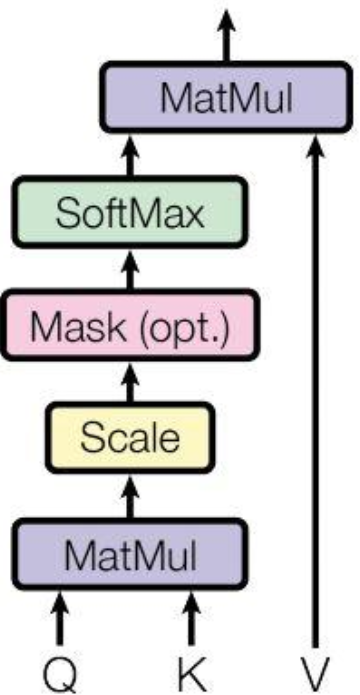 MatMul
SoftMax
Mask (opt.)
Scale
MatMul
Q K V